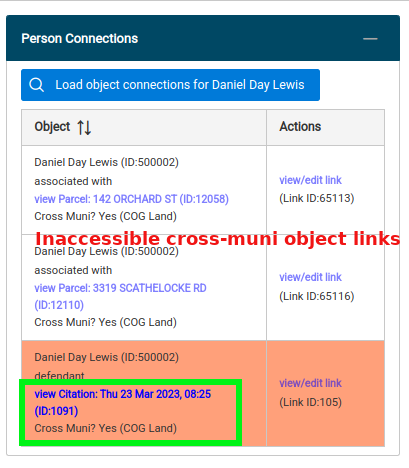 Person Connections
Load object connections for Daniel Day Lewis
Object Actions
Daniel Day Lewis (ID:500002)
associated with
view Parcel: 142 ORCHARD ST (ID:12058)
Cross Muni? Yes (COG Land)
view/edit link
(Link ID:65113)
Inaccessible cross-muni object links
Daniel Day Lewis (ID:500002)
associated with
view Parcel: 3319 SCATHELOCKE RD
(ID:12110)
Cross Muni? Yes (COG Land)
view/edit link
(Link ID:65116)
Daniel Day Lewis (ID:500002)
defendant
view Citation: Thu 23 Mar 2023, 08:25
(ID:1091)
Cross Muni? Yes (COG Land)
view/edit link
(Link ID:105)